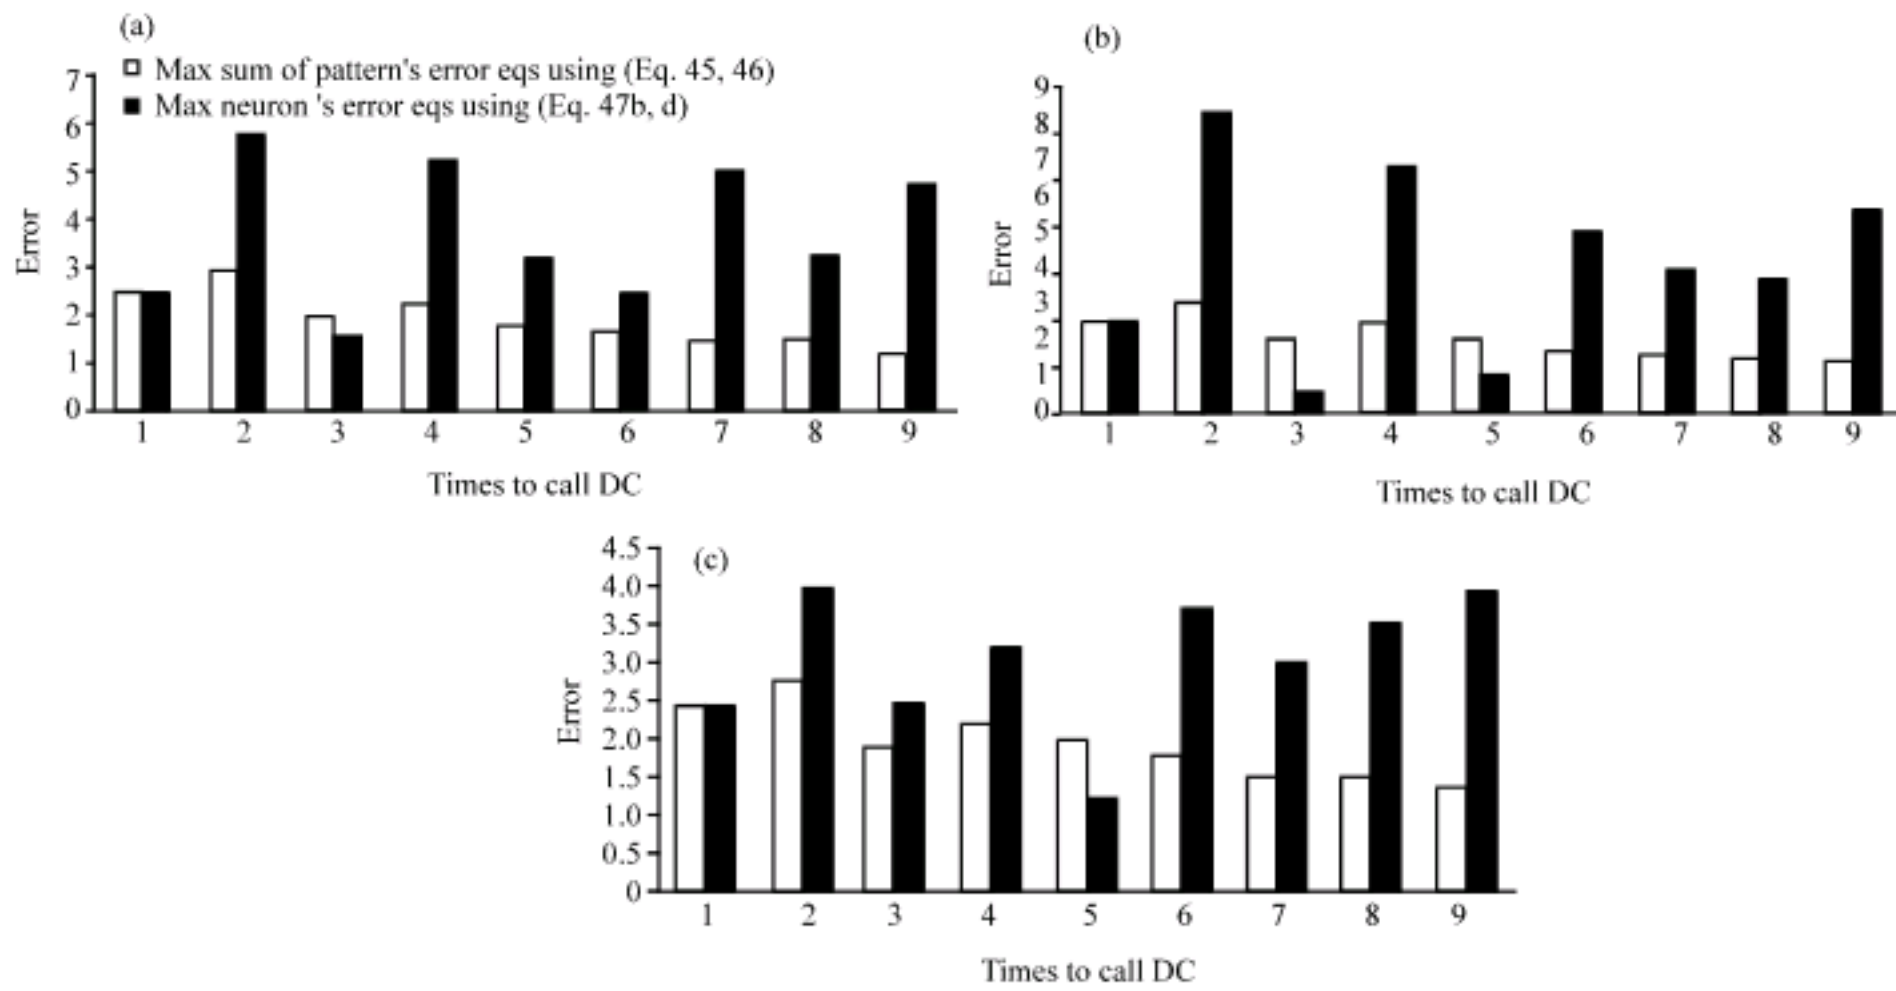 (a)
Max sum of pattern's error eqs using (Eq. 45, 46)
Max neuron 's error eqs using (Eq. 47b, d)
7
6
5
4
3
2
1
0
Error
1 2 3 4 5 6 7 8 9
Times to call DC
(b)
9
8
7
6
5
4
3
2
1
0
Error
1 2 3 4 5 6 7 8 9
Times to call DC
(c)
4.5
4.0
3.5
3.0
2.5
2.0
1.5
1.0
0.5
0
Error
1 2 3 4 5 6 7 8 9
Times to call DC